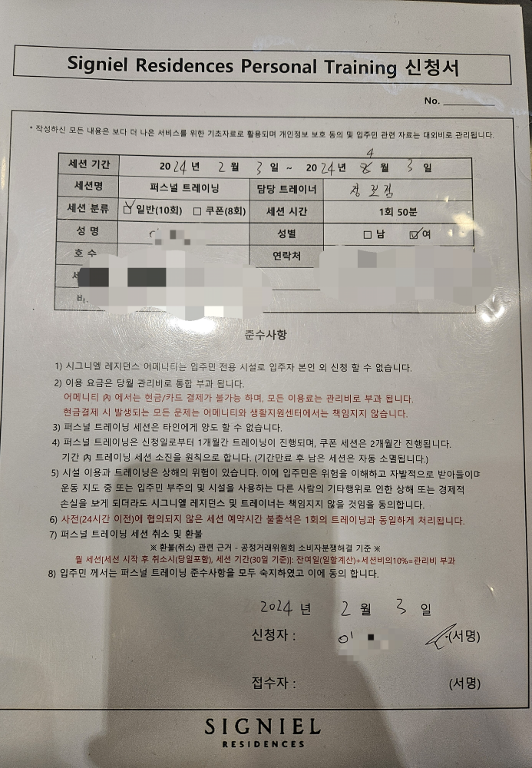 Signiel Residences Personal Training 신청서
No.
* 작성하신 모든 내용은 보다 더 나은 서비스를 위한 기초자료로 활용되며 개인정보 보호 동의 및 입주민 관련 자료는 대외비로 관리됩니다.
세션 기간 2024년 2월 3일 ~ 2024년 4월 3일
세션명 퍼스널 트레이닝 담당 트레이너
세션 분류 ☑ 일반(10회) □ 쿠폰(8회) 세션 시간 1회 50분
성 명 성별 □ 남 ☑ 여
호 수 연락처
준수사항
1) 시그니엘 레지던스 어메니티는 입주민 전용 시설로 입주자 본인 외 신청 할 수 없습니다.
2) 이용 요금은 당월 관리비로 통합 부과 됩니다.
어메니티 內 에서는 현금/카드 결제가 불가능 하며, 모든 이용료는 관리비로 부과 됩니다.
현금결제 시 발생되는 모든 문제는 어메니티와 생활지원센터에서는 책임지지 않습니다.
3) 퍼스널 트레이닝 세션은 타인에게 양도 할 수 없습니다.
4) 퍼스널 트레이닝은 신청일로부터 1개월간 트레이닝이 진행되며, 쿠폰 세션은 2개월간 진행됩니다.
기간 內 트레이닝 세션 소진을 원칙으로 합니다. (기간만료 후 남은 세션은 자동 소멸됩니다.)
5) 시설 이용과 트레이닝은 상해의 위험이 있습니다. 이에 입주민은 위험을 이해하고 자발적으로 받아들이며
운동 지도 중 또는 입주민 부주의 및 시설을 사용하는 다른 사람의 기타행위로 인한 상해 또는 경제적
손실을 보게 되더라도 시그니엘 레지던스 및 트레이너는 책임지지 않을 것임을 동의합니다.
6) 사전(24시간 이전)에 협의되지 않은 세션 예약시간 불출석은 1회의 트레이닝과 동일하게 처리됩니다.
7) 퍼스널 트레이닝 세션 취소 및 환불
※ 환불(취소) 관련 근거 - 공정거래위원회 소비자분쟁해결 기준 ※
월 세션(세션 시작 후 취소시(당일포함), 세션 기간(30일 기준)): 잔여일(일할계산)+세션비의10%=관리비 부과
8) 입주민 께서는 퍼스널 트레이닝 준수사항을 모두 숙지하였고 이에 동의 합니다.
2024 년 2 월 3 일
신청자 : 이 (서명)
접수자 : (서명)
SIGNIEL
RESIDENCES